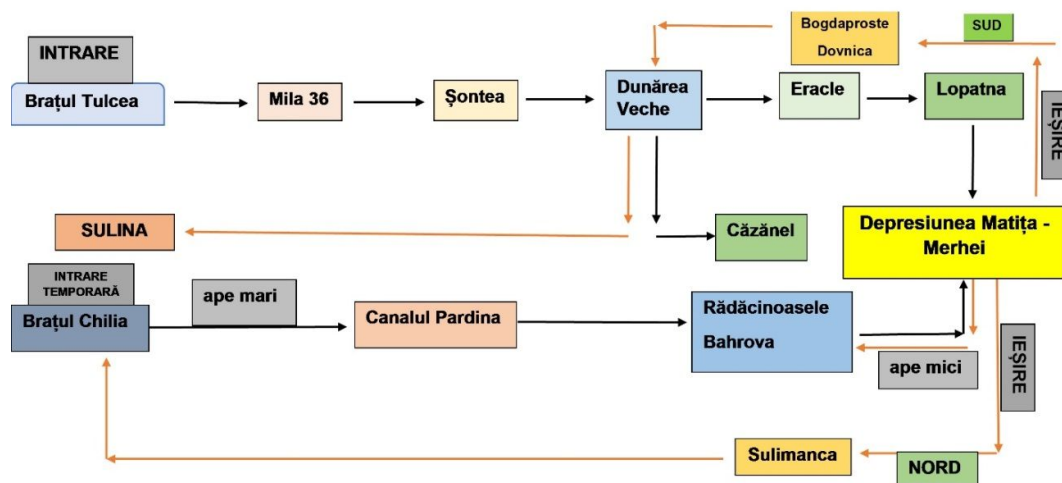 Bogdaproste
Dovnica
SUD
INTRARE
Brațul Tulcea
Mila 36
Șontea
Dunărea
Veche
Eracle
Lopatna
IEȘIRE
SULINA
Căzănel
Depresiunea Matița -
Merhei
INTRARE
TEMPORARĂ
Brațul Chilia
ape mari
Canalul Pardina
Rădăcinoasele
Bahrova
ape mici
IEȘIRE
Sulimanca
NORD